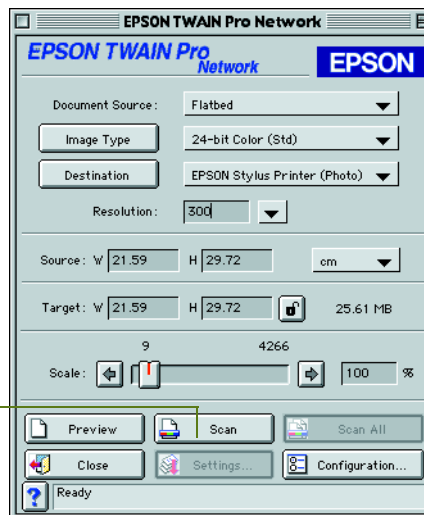 EPSON TWAIN Pro Network
EPSON TWAIN Pro
Network
EPSON
Document Source: Flatbed
Image Type 24-bit Color (Std)
Destination EPSON Stylus Printer (Photo)
Resolution: 300
Source: W 21.59 H 29.72 cm
Target: W 21.59 H 29.72 25.61 MB
9 4266
Scale: 100 %
Preview Scan Scan All
Close Settings... Configuration...
? Ready